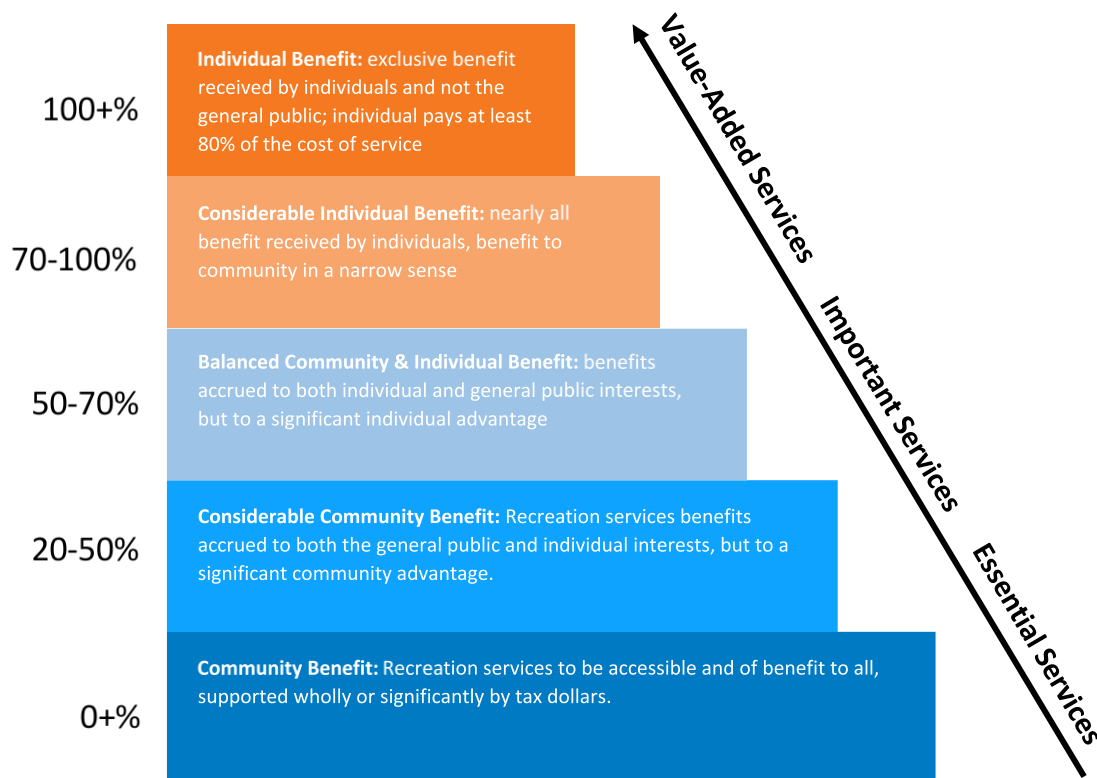 100+%
Individual Benefit: exclusive benefit
received by individuals and not the
general public; individual pays at least
80% of the cost of service
70-100%
Considerable Individual Benefit: nearly all
benefit received by individuals, benefit to
community in a narrow sense
50-70%
Balanced Community & Individual Benefit: benefits
accrued to both individual and general public interests,
but to a significant individual advantage
20-50%
Considerable Community Benefit: Recreation services benefits
accrued to both the general public and individual interests, but to a
significant community advantage.
0+%
Community Benefit: Recreation services to be accessible and of benefit to all,
supported wholly or significantly by tax dollars.
Value-Added Services
Important Services
Essential Services